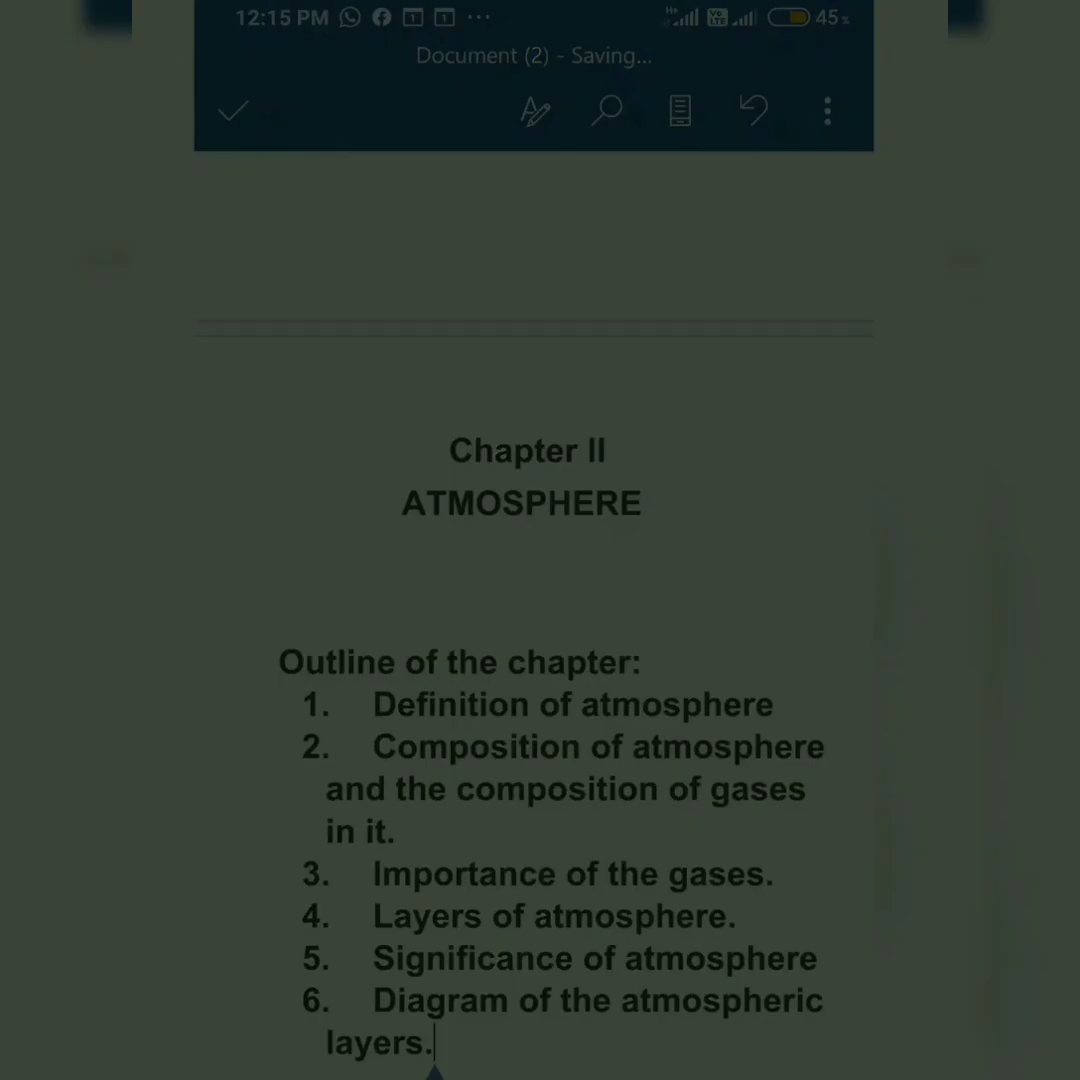 12:15 PM 45%
Document (2) - Saving...
Chapter II
ATMOSPHERE
Outline of the chapter:
1. Definition of atmosphere
2. Composition of atmosphere
and the composition of gases
in it.
3. Importance of the gases.
4. Layers of atmosphere.
5. Significance of atmosphere
6. Diagram of the atmospheric
layers.